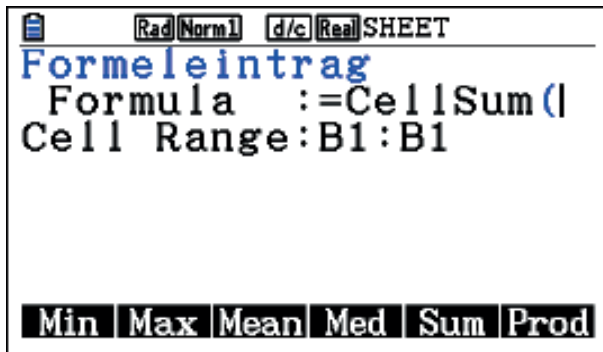 Rad Norm1 d/c Real SHEET
Formeleintrag
Formula :=CellSum(
Cell Range:B1:B1
Min Max Mean Med Sum Prod